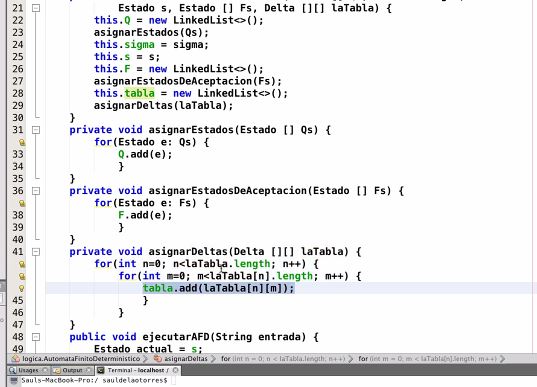 21 Estado s, Estado [] Fs, Delta [][] laTabla) {
22 this.Q = new LinkedList<>();
23 asignarEstados(Qs);
24 this.sigma = sigma;
25 this.s = s;
26 this.F = new LinkedList<>();
27 asignarEstadosDeAceptacion(Fs);
28 this.tabla = new LinkedList<>();
29 asignarDeltas(laTabla);
30 }
31 private void asignarEstados(Estado [] Qs) {
for(Estado e: Qs) {
33 Q.add(e);
34 }
35 }
36 private void asignarEstadosDeAceptacion(Estado [] Fs) {
for(Estado e: Fs) {
38 F.add(e);
39 }
40 }
41 private void asignarDeltas(Delta [][] laTabla) {
for(int n=0; n<laTabla.length; n++) {
for(int m=0; m<laTabla[n].length; m++) {
tabla.add(laTabla[n][m]);
45 }
46 }
47 }
48 public void ejecutarAFD(String entrada) {
49 Estado actual = s;
logica.AutomataFinitoDeterministico asignarDeltas for (int n = 0; n < laTabla.length; n++) for (int m = 0; m < laTabla[n].length; m++)
Usages Output Terminal - localhost /
Sauls-MacBook-Pro:/ sauldelaotorres$